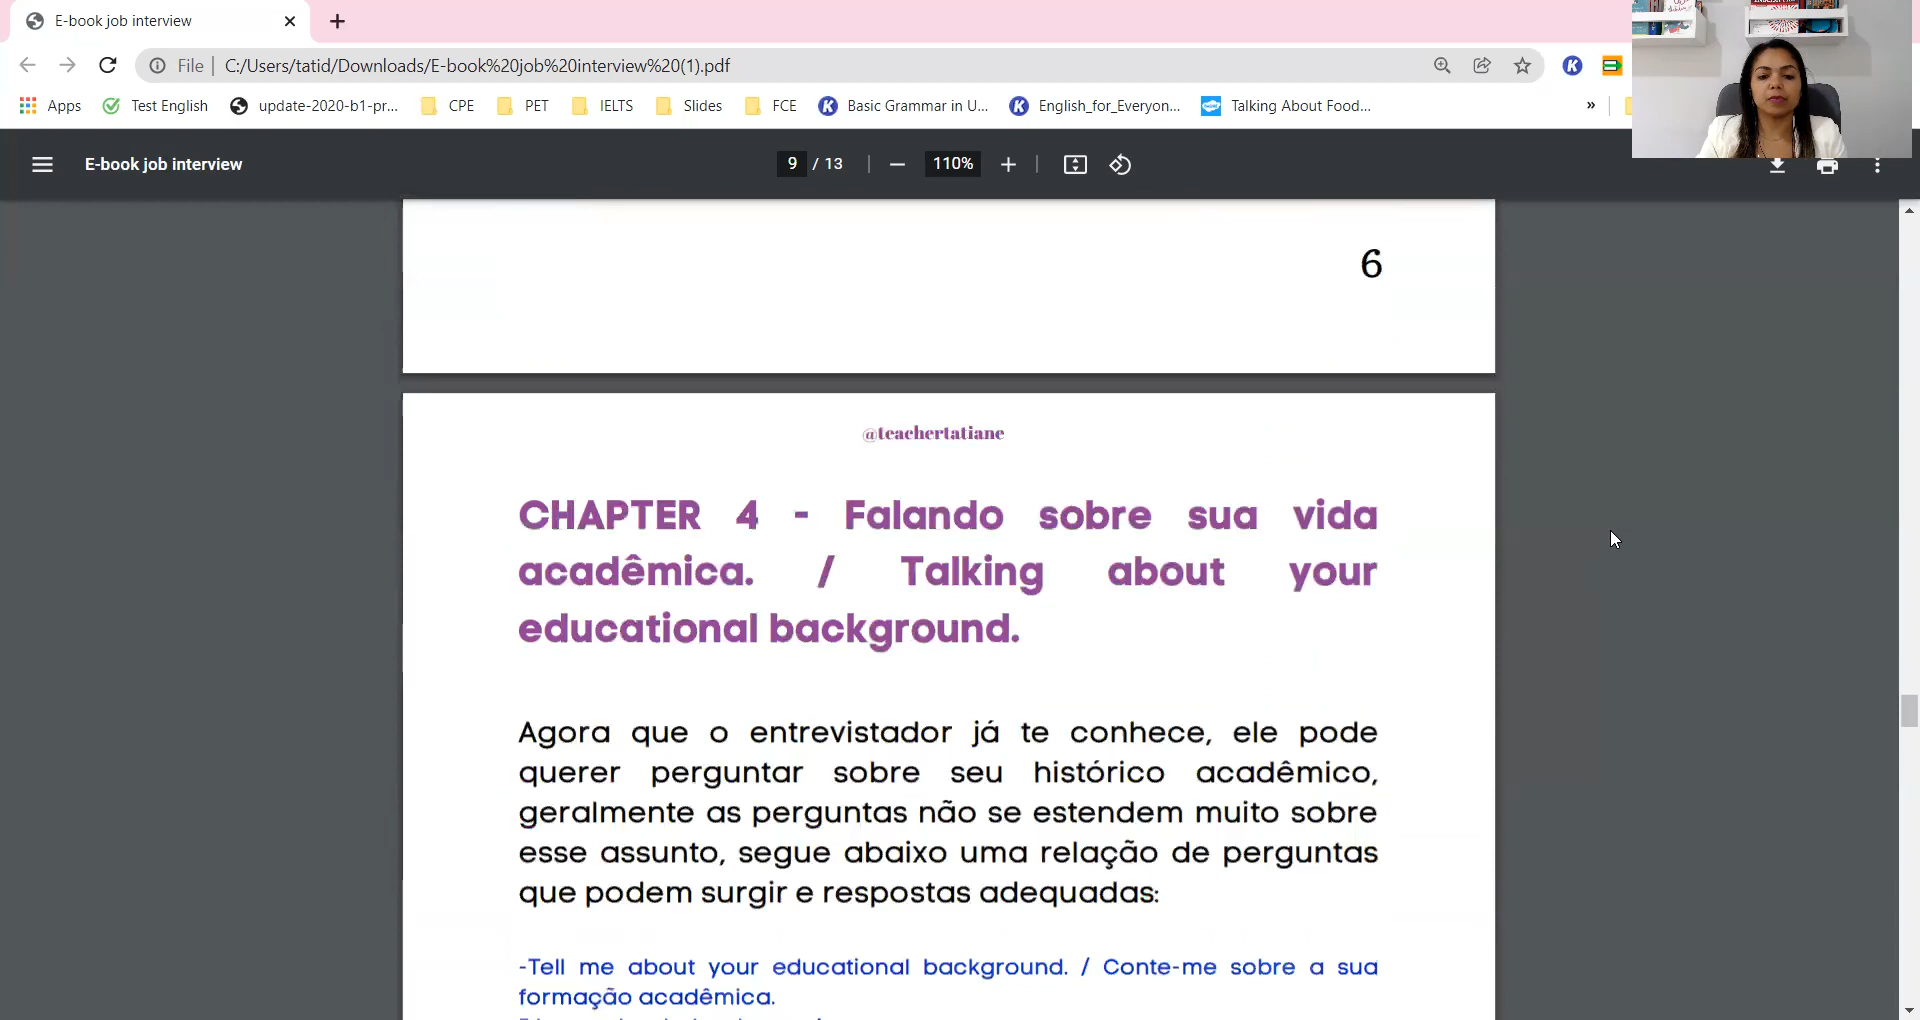 E-book job interview
File
C:/Users/tatid/Downloads/E-book%20job%20interview%20(1).pdf
Apps
Test English
update-2020-b1-pr...
CPE
PET
IELTS
Slides
FCE
Basic Grammar in U...
English_for_Everyon...
Talking About Food...
»
E-book job interview
9 / 13
110%
6
@teachertatiane
CHAPTER 4 - Falando sobre sua vida
acadêmica. / Talking about your
educational background.
Agora que o entrevistador já te conhece, ele pode
querer perguntar sobre seu histórico acadêmico,
geralmente as perguntas não se estendem muito sobre
esse assunto, segue abaixo uma relação de perguntas
que podem surgir e respostas adequadas:
-Tell me about your educational background. / Conte-me sobre a sua
formação acadêmica.